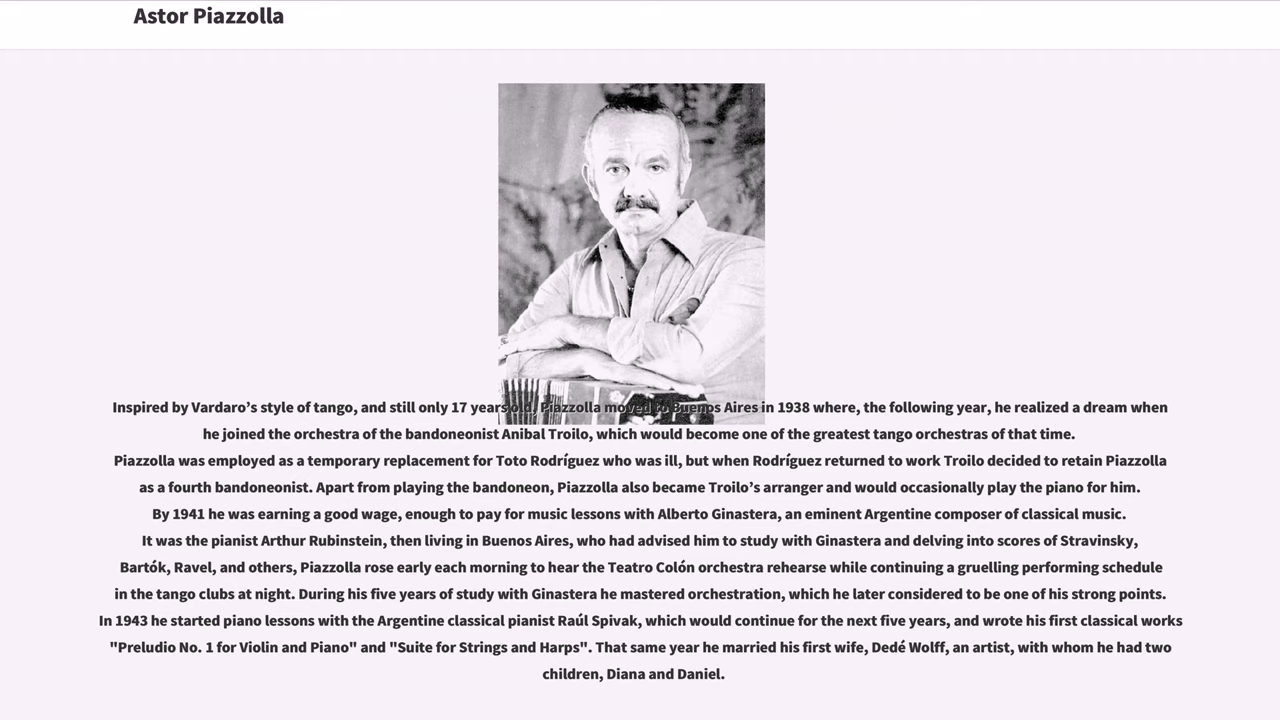 Astor Piazzolla
Inspired by Vardaro’s style of tango, and still only 17 years old, Piazzolla moved to Buenos Aires in 1938 where, the following year, he realized a dream when
he joined the orchestra of the bandoneonist Anibal Troilo, which would become one of the greatest tango orchestras of that time.
Piazzolla was employed as a temporary replacement for Toto Rodríguez who was ill, but when Rodríguez returned to work Troilo decided to retain Piazzolla
as a fourth bandoneonist. Apart from playing the bandoneon, Piazzolla also became Troilo’s arranger and would occasionally play the piano for him.
By 1941 he was earning a good wage, enough to pay for music lessons with Alberto Ginastera, an eminent Argentine composer of classical music.
It was the pianist Arthur Rubinstein, then living in Buenos Aires, who had advised him to study with Ginastera and delving into scores of Stravinsky,
Bartók, Ravel, and others, Piazzolla rose early each morning to hear the Teatro Colón orchestra rehearse while continuing a gruelling performing schedule
in the tango clubs at night. During his five years of study with Ginastera he mastered orchestration, which he later considered to be one of his strong points.
In 1943 he started piano lessons with the Argentine classical pianist Raúl Spivak, which would continue for the next five years, and wrote his first classical works
"Preludio No. 1 for Violin and Piano" and "Suite for Strings and Harps". That same year he married his first wife, Dedé Wolff, an artist, with whom he had two
children, Diana and Daniel.